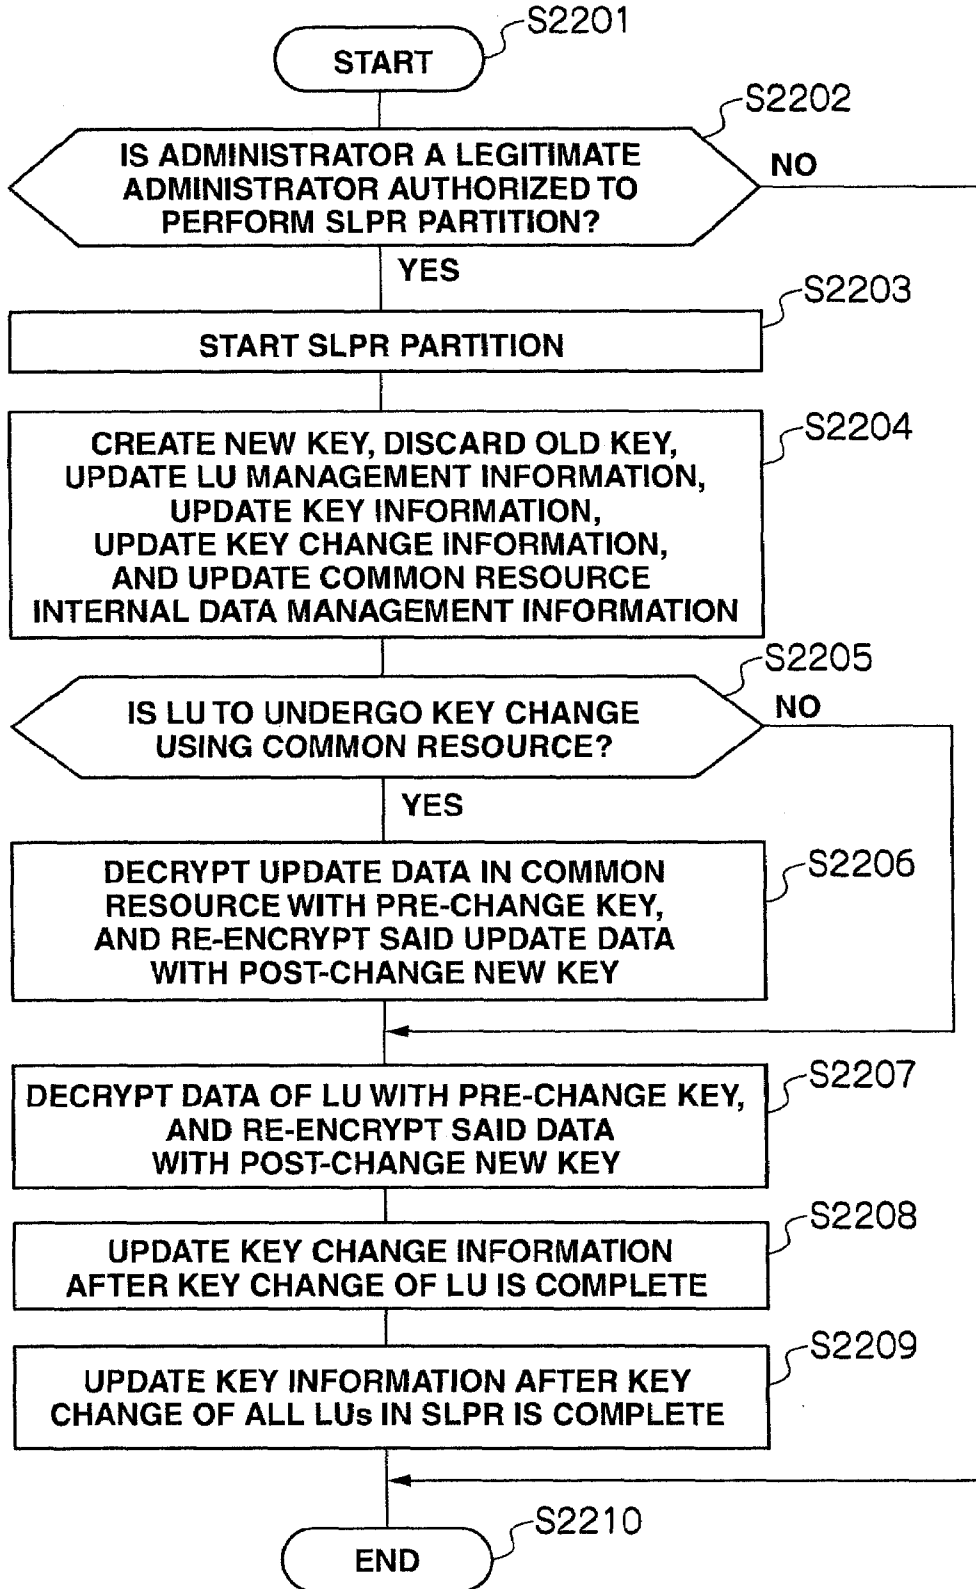 S2201
START
S2202
IS ADMINISTRATOR A LEGITIMATE
ADMINISTRATOR AUTHORIZED TO
PERFORM SLPR PARTITION?
NO
YES
S2203
START SLPR PARTITION
S2204
CREATE NEW KEY, DISCARD OLD KEY,
UPDATE LU MANAGEMENT INFORMATION,
UPDATE KEY INFORMATION,
UPDATE KEY CHANGE INFORMATION,
AND UPDATE COMMON RESOURCE
INTERNAL DATA MANAGEMENT INFORMATION
S2205
IS LU TO UNDERGO KEY CHANGE
USING COMMON RESOURCE?
NO
YES
S2206
DECRYPT UPDATE DATA IN COMMON
RESOURCE WITH PRE-CHANGE KEY,
AND RE-ENCRYPT SAID UPDATE DATA
WITH POST-CHANGE NEW KEY
S2207
DECRYPT DATA OF LU WITH PRE-CHANGE KEY,
AND RE-ENCRYPT SAID DATA
WITH POST-CHANGE NEW KEY
S2208
UPDATE KEY CHANGE INFORMATION
AFTER KEY CHANGE OF LU IS COMPLETE
S2209
UPDATE KEY INFORMATION AFTER KEY
CHANGE OF ALL LUs IN SLPR IS COMPLETE
S2210
END